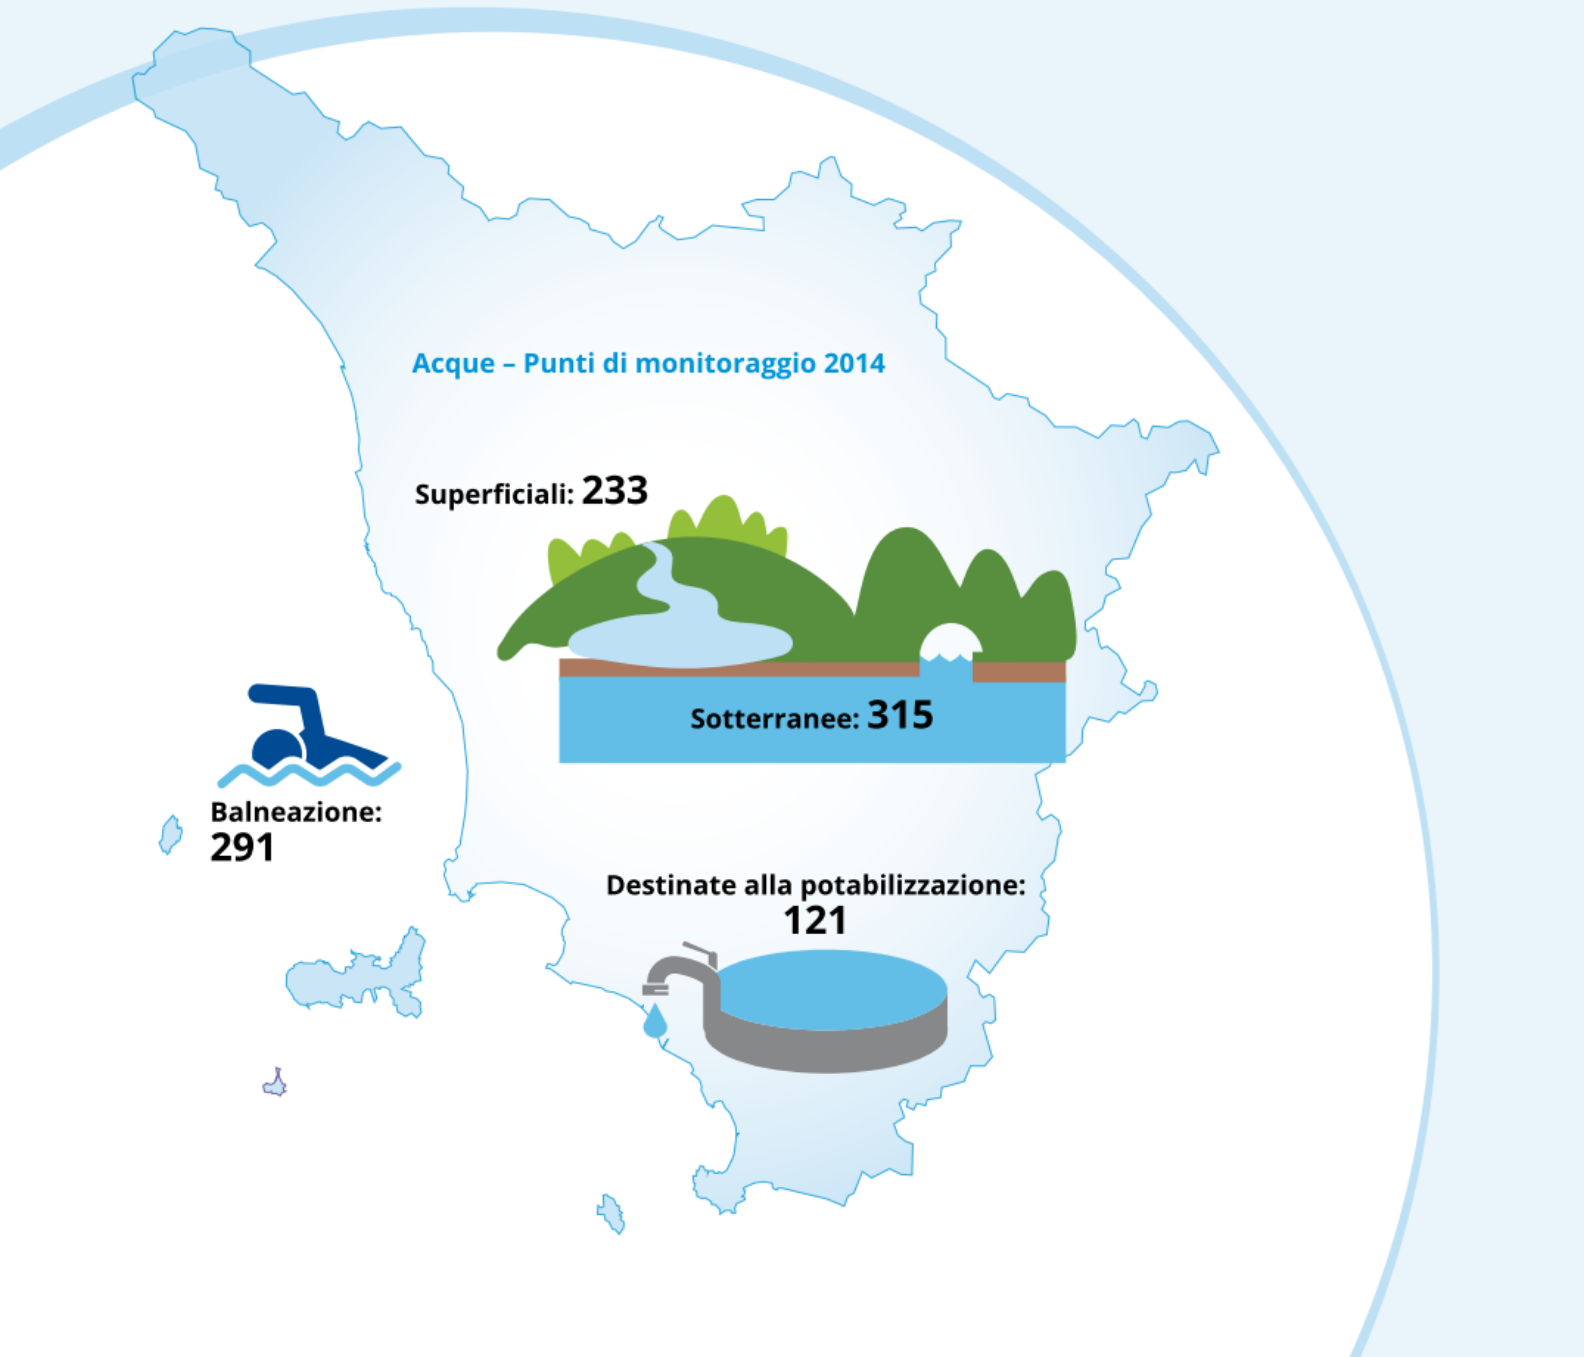 Acque – Punti di monitoraggio 2014
Superficiali: 233
Sotterranee: 315
Balneazione:
291
Destinate alla potabilizzazione:
121